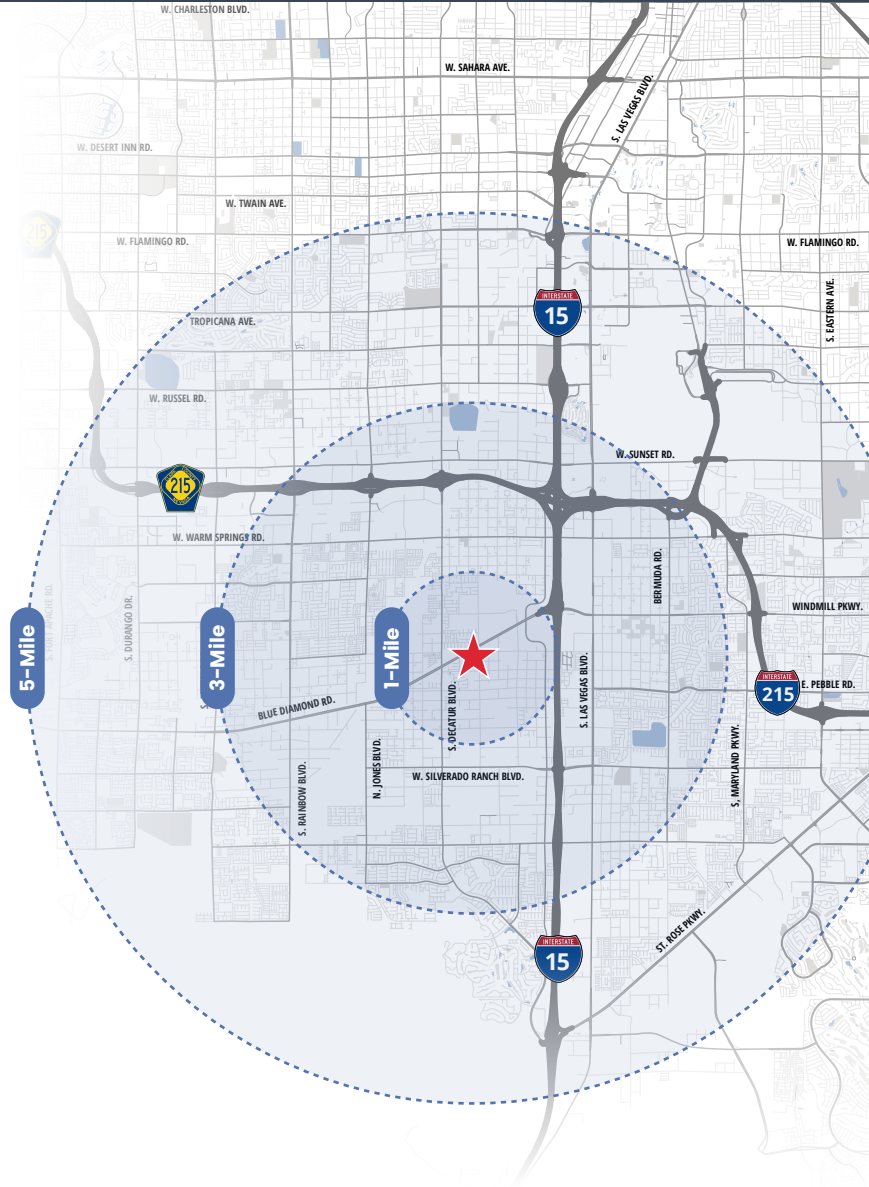 W. CHARLESTON BLVD.
W. SAHARA AVE.
S. LAS VEGAS BLVD.
W. DESERT INN RD.
W. TWAIN AVE.
215
W. FLAMINGO RD.
W. FLAMINGO RD.
S. EASTERN AVE.
INTERSTATE
15
TROPICANA AVE.
W. RUSSEL RD.
W. SUNSET RD.
215
W. WARM SPRINGS RD.
BERMUDA RD.
WINDMILL PKWY.
S. DURANGO DR.
5-Mile
3-Mile
1-Mile
S. LAS VEGAS BLVD.
E. PEBBLE RD.
INTERSTATE
215
BLUE DIAMOND RD.
S. DECATUR BLVD.
N. JONES BLVD.
S. RAINBOW BLVD.
W. SILVERADO RANCH BLVD.
S, MARYLAND PKWY.
ST. ROSE PKWY.
INTERSTATE
15